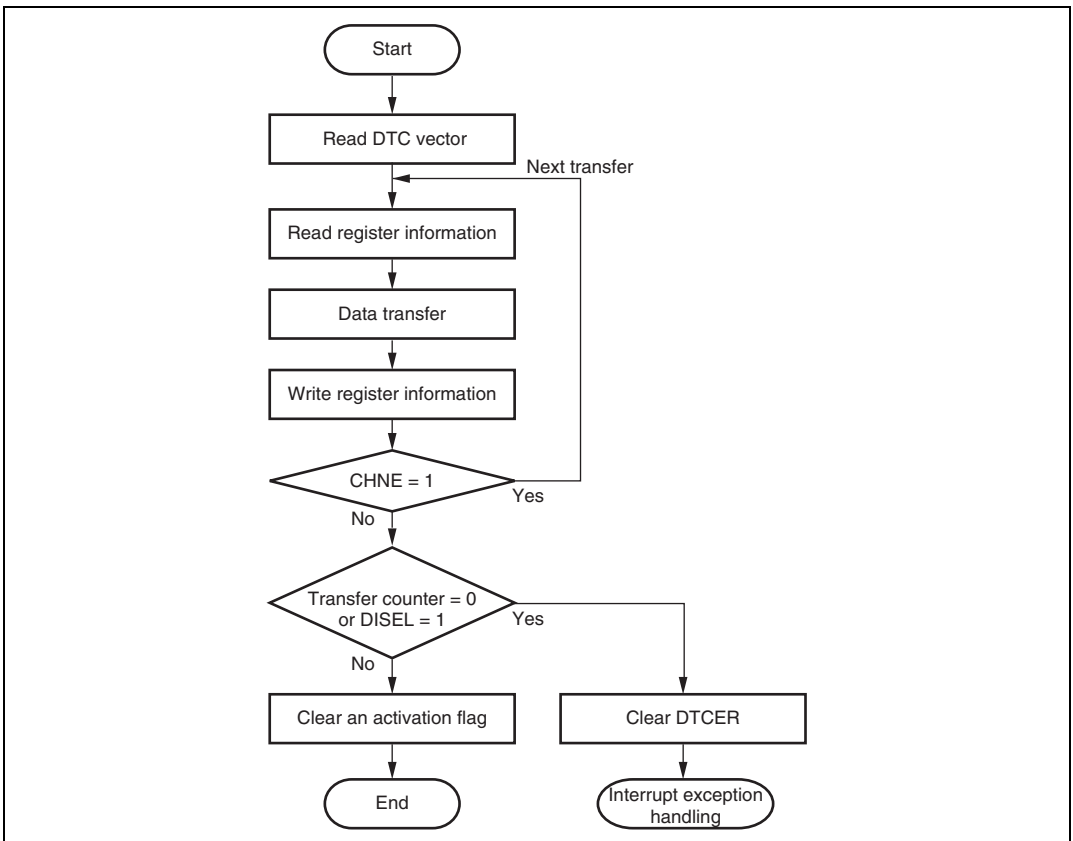 Start
Read DTC vector
Next transfer
Read register information
Data transfer
Write register information
CHNE = 1
Yes
No
Transfer counter = 0
or DISEL = 1
Yes
No
Clear an activation flag
Clear DTCER
End
Interrupt exception
handling